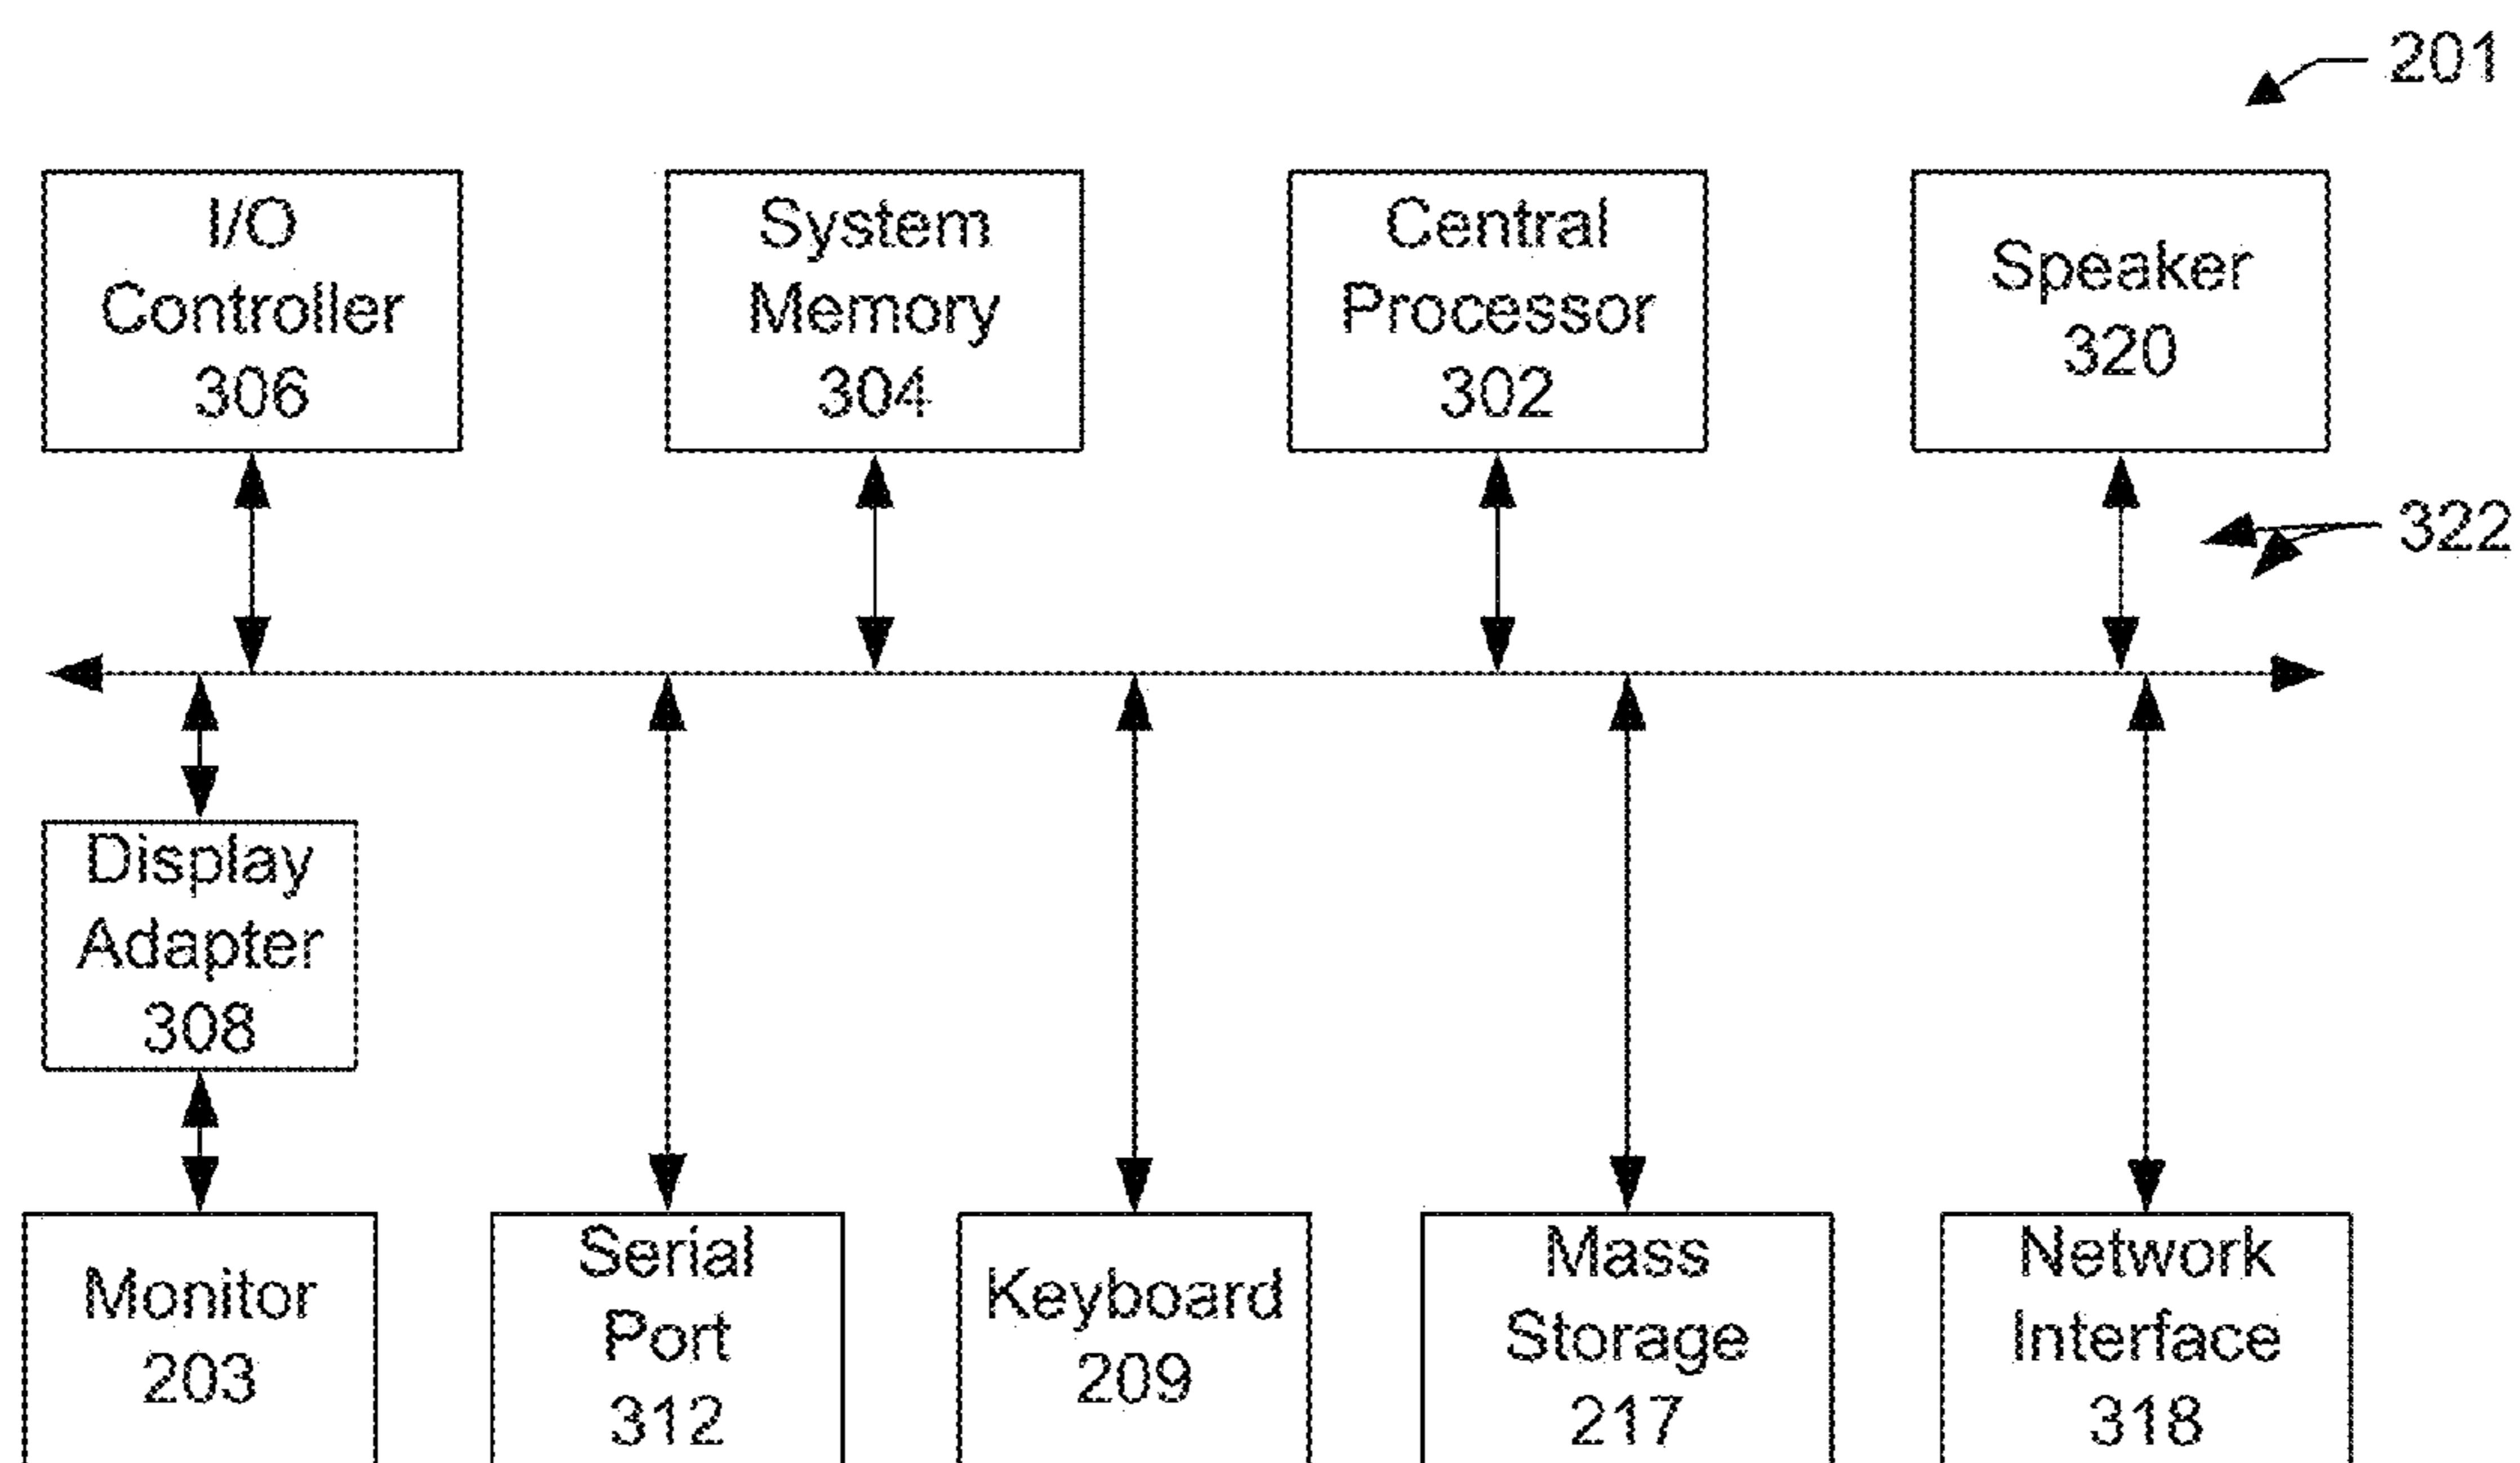 201
I/O
Controller
306
System
Memory
304
Central
Processor
302
Speaker
320
322
Display
Adapter
308
Monitor
203
Serial
Port
312
Keyboard
209
Mass
Storage
217
Network
Interface
318